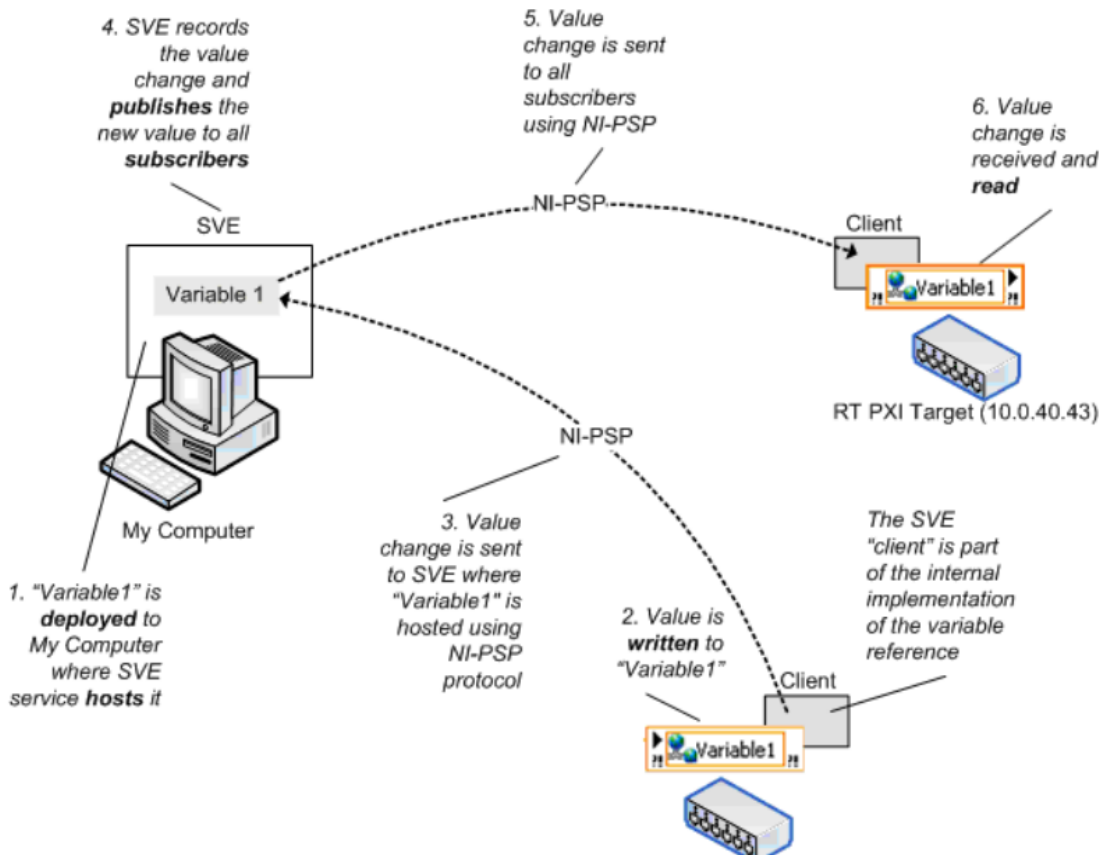 4. SVE records
the value
change and
publishes the
new value to all
subscribers
5. Value
change is sent
to all
subscribers
using NI-PSP
6. Value
change is
received and
read
NI-PSP
SVE
Client
Variable 1
?!
Variable1
?!
RT PXI Target (10.0.40.43)
NI-PSP
My Computer
1. "Variable1" is
deployed to
My Computer
where SVE
service hosts it
3. Value
change is sent
to SVE where
"Variable1" is
hosted using
NI-PSP
protocol
2. Value is
written to
"Variable1"
The SVE
"client" is part
of the internal
implementation
of the variable
reference
Client
?!
Variable1
?!